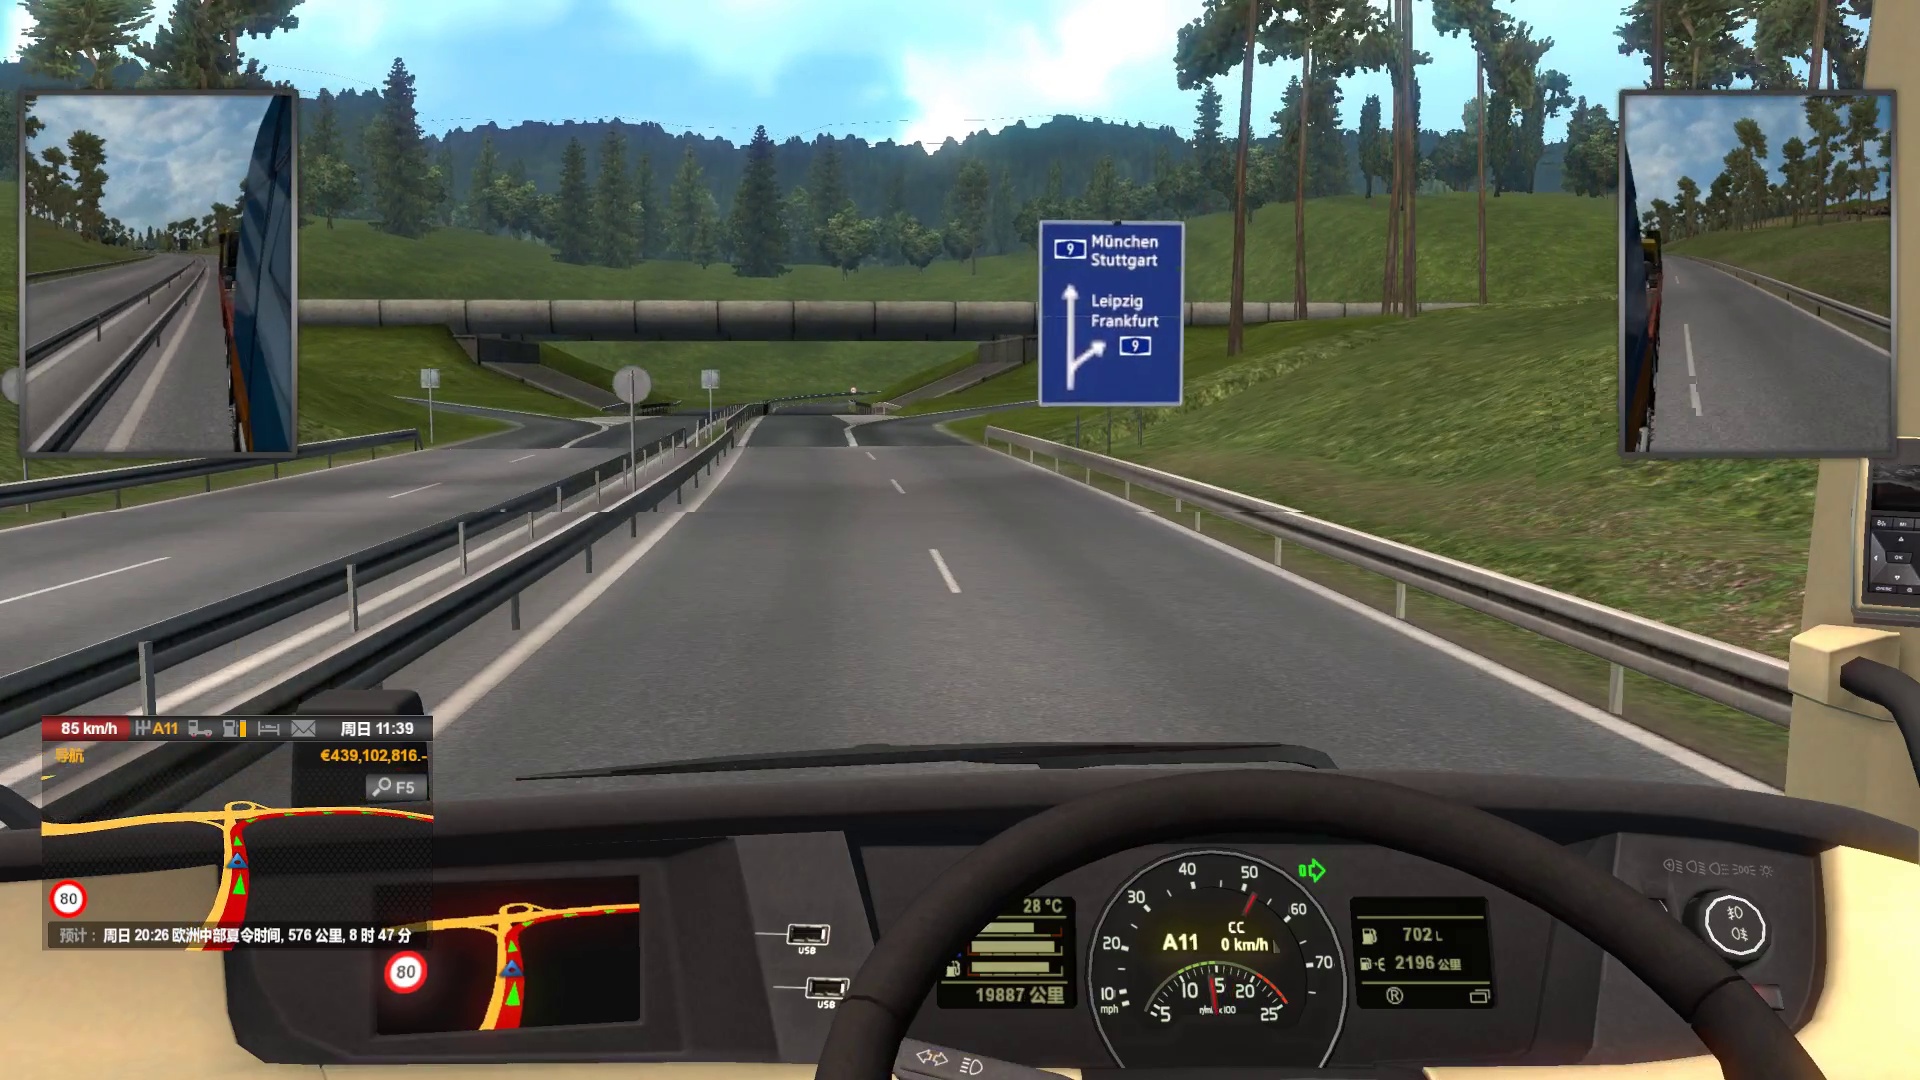 9 München
Stuttgart
Leipzig
Frankfurt
9
85 km/h A11 周日 11:39
导航 €439,102,816.-
F5
80
预计： 周日 20:26 欧洲中部夏令时间, 576 公里, 8 时 47 分
80
USB
USB
28 °C
19887 公里
10 20 30 40 50 60 70
mph
A11
CC
0 km/h
5 10 15 20 25
702 L
2196 公里
R
OK